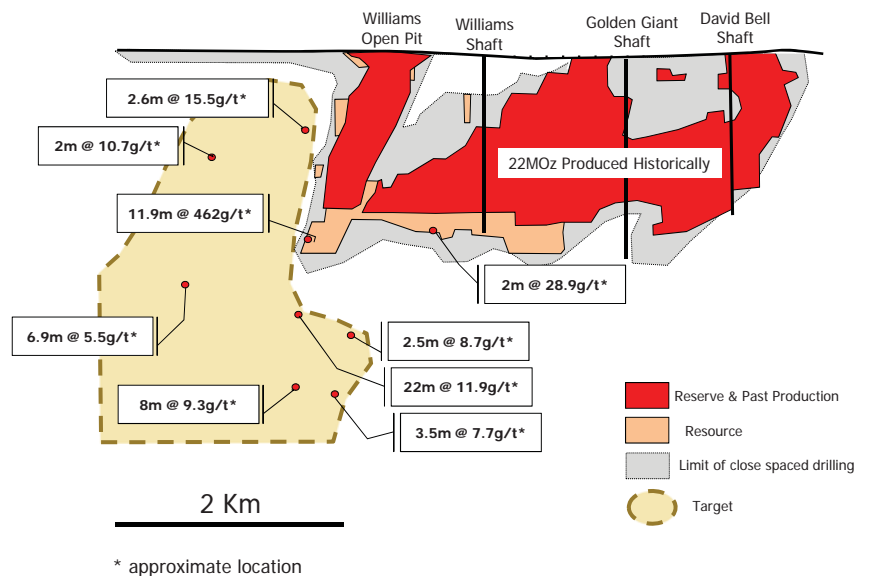 Williams
Open Pit
Williams
Shaft
Golden Giant
Shaft
David Bell
Shaft
2.6m @ 15.5g/t*
2m @ 10.7g/t*
22MOz Produced Historically
11.9m @ 462g/t*
2m @ 28.9g/t*
6.9m @ 5.5g/t*
2.5m @ 8.7g/t*
22m @ 11.9g/t*
8m @ 9.3g/t*
3.5m @ 7.7g/t*
Reserve & Past Production
Resource
Limit of close spaced drilling
Target
2 Km
* approximate location